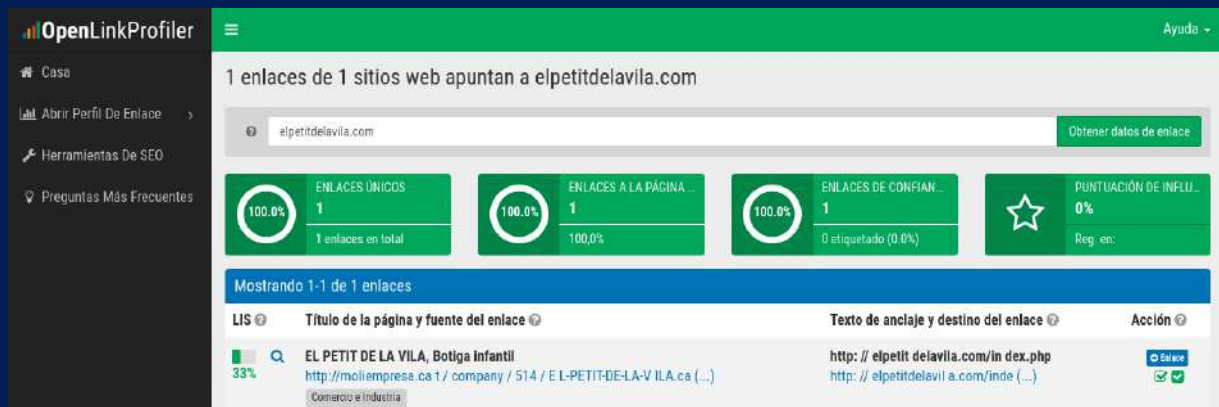 OpenLinkProfiler
Ayuda
Casa
Abrir Perfil De Enlace
Herramientas De SEO
Preguntas Más Frecuentes
1 enlaces de 1 sitios web apuntan a elpetitdelavila.com
elpetitdelavila.com
Obtener datos de enlace
100.0%
ENLACES ÚNICOS
1
1 enlaces en total
100.0%
ENLACES A LA PÁGINA ...
1
100,0%
100.0%
ENLACES DE CONFIAN...
1
0 etiquetado (0.0%)
PUNTUACIÓN DE INFLU...
0%
Reg. en:
Mostrando 1-1 de 1 enlaces
LIS Título de la página y fuente del enlace Texto de anclaje y destino del enlace Acción
33%
EL PETIT DE LA VILA, Botiga infantil
http://moliempresa.ca t / company / 514 / E L-PETIT-DE-LA-V ILA.ca (...)
Comercio e Industria
http: // elpetit delavila.com/in dex.php
http: // elpetitdelavil a.com/inde (...)
Enlace